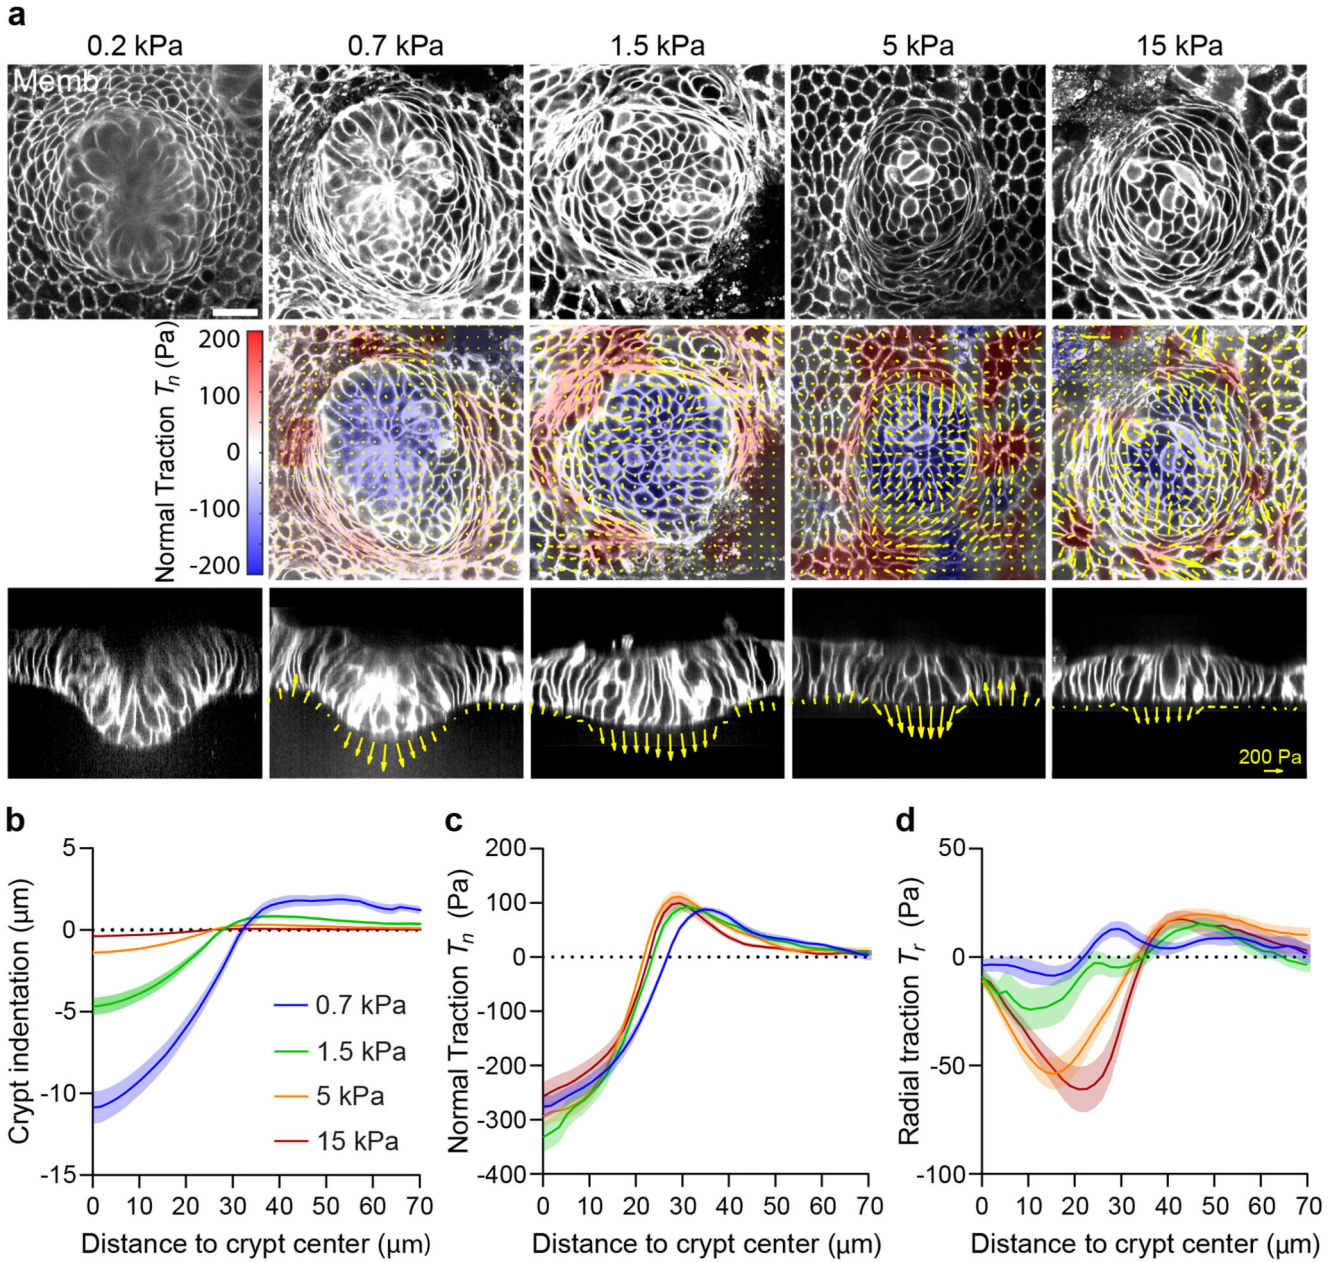 a
0.2 kPa 0.7 kPa 1.5 kPa 5 kPa 15 kPa
Memb
Normal Traction Tn (Pa)
200
100
0
-100
-200
200 Pa
b
Crypt indentation (μm)
5
0
-5
-10
-15
0.7 kPa
1.5 kPa
5 kPa
15 kPa
0 10 20 30 40 50 60 70
Distance to crypt center (μm)
c
Normal Traction Tn (Pa)
200
100
0
-100
-200
-300
-400
0 10 20 30 40 50 60 70
Distance to crypt center (μm)
d
Radial traction Tr (Pa)
50
0
-50
-100
0 10 20 30 40 50 60 70
Distance to crypt center (μm)